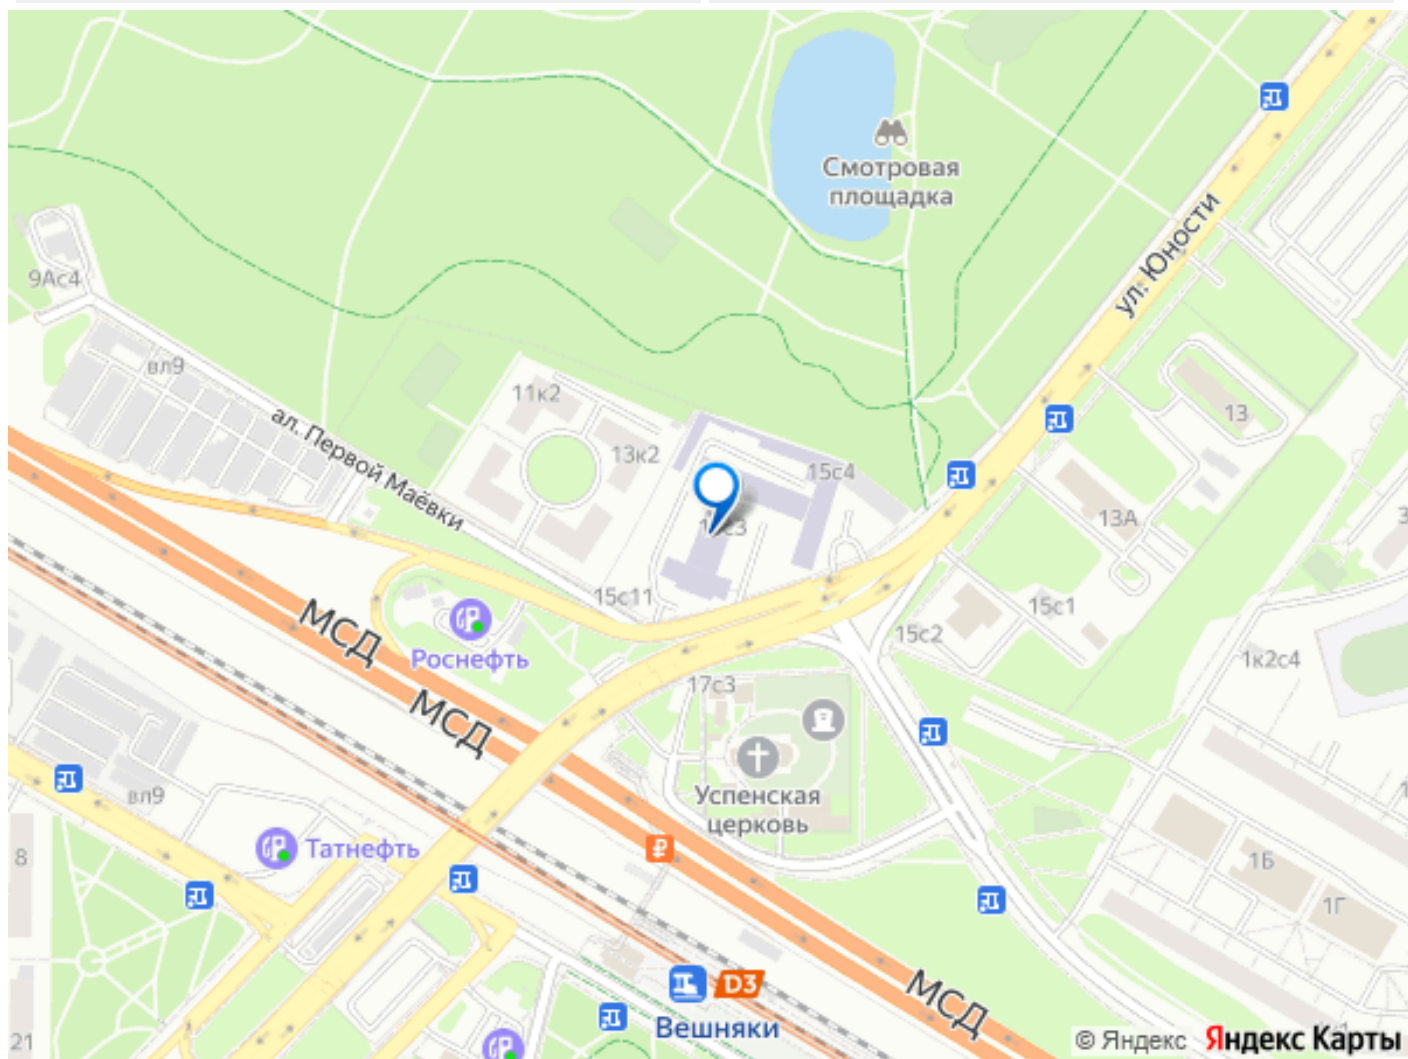 Смотровая
площадка
ул. Юности
9Ас4
вл9
11к2
ал. Первой Маёвки
13к2
15с4
13
13А
15с11
15с1
15с2
1к2с4
МСД
Роснефть
МСД
17с3
Успенская
церковь
вл9
Татнефть
8
₽
1Б
1Г
21
D3
Вешняки
МСД
© Яндекс Яндекс Карты